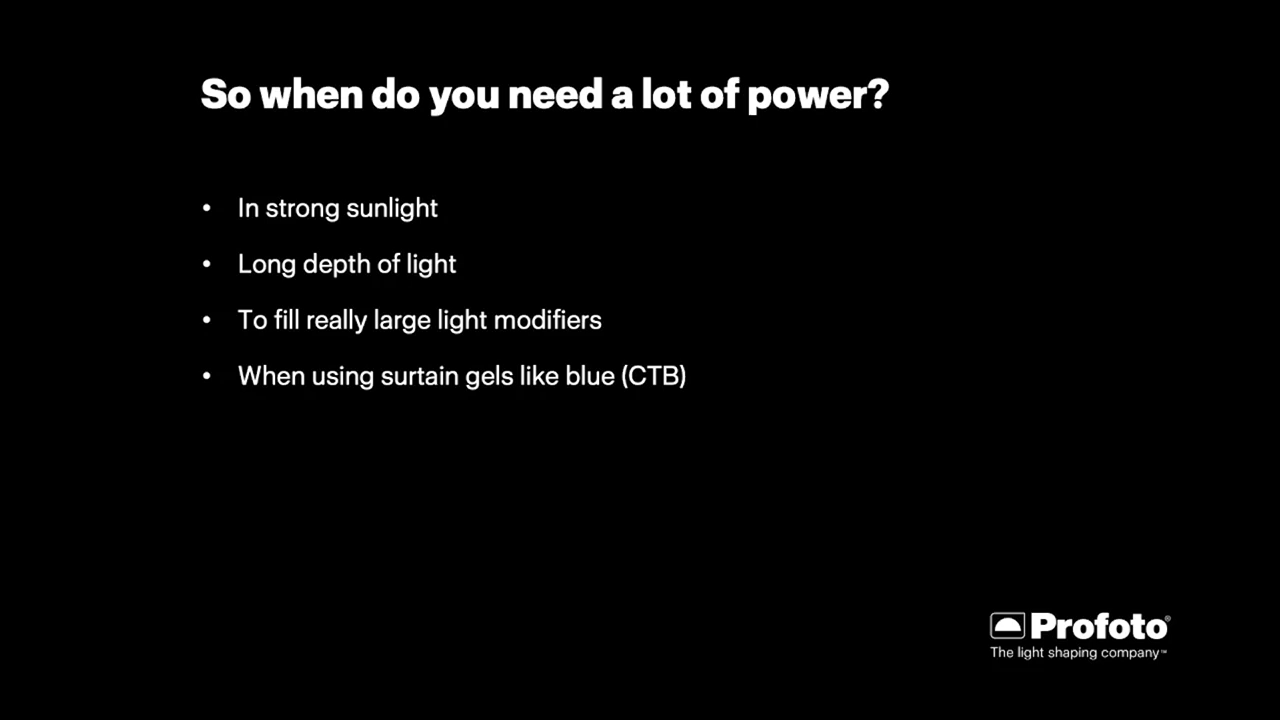 So when do you need a lot of power?
• In strong sunlight
• Long depth of light
• To fill really large light modifiers
• When using surtain gels like blue (CTB)
Profoto®
The light shaping company™